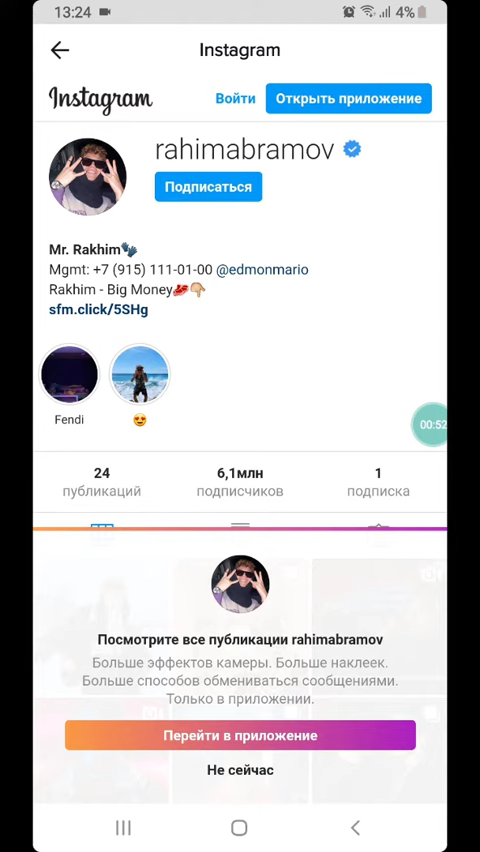 13:24 4%
Instagram
Instagram Войти Открыть приложение
rahimabramov
Подписаться
Mr. Rakhim
Mgmt: +7 (915) 111-01-00 @edmonmario
Rakhim - Big Money
sfm.click/5SHg
Fendi
00:52
24 6,1млн 1
публикаций подписчиков подписка
Посмотрите все публикации rahimabramov
Больше эффектов камеры. Больше наклеек.
Больше способов обмениваться сообщениями.
Только в приложении.
Перейти в приложение
Не сейчас